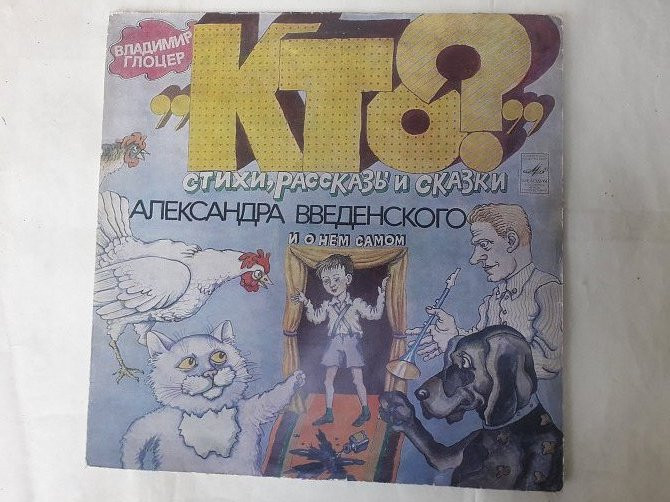 ВЛАДИМИР
ГЛОЦЕР
„КТО?”
СТИХИ, РАССКАЗЫ И СКАЗКИ
АЛЕКСАНДРА ВВЕДЕНСКОГО
И О НЕМ САМОМ